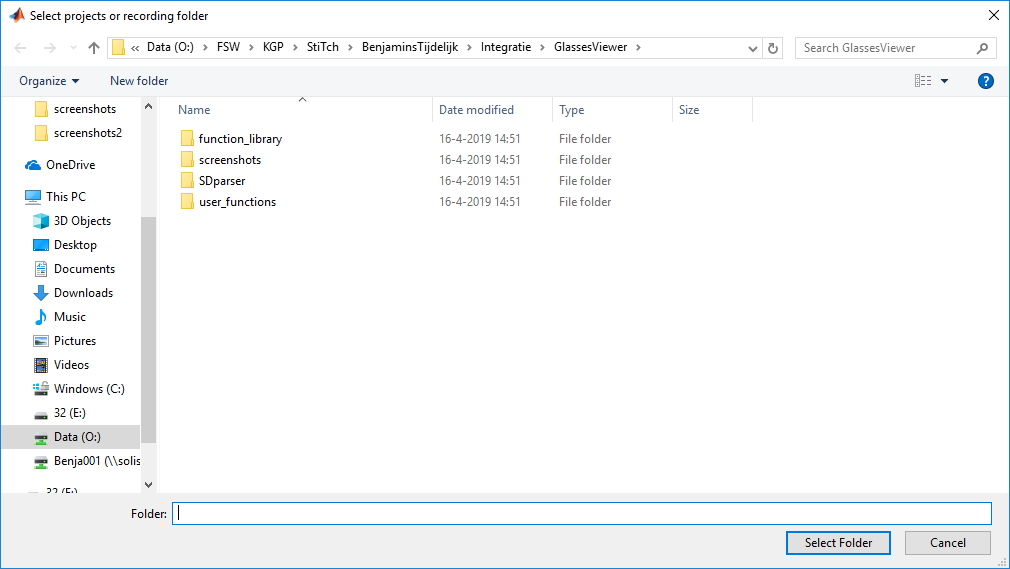 Select projects or recording folder
« Data (O:) > FSW > KGP > StiTch > BenjaminsTijdelijk > Integratie > GlassesViewer >
Search GlassesViewer
Organize
New folder
screenshots
screenshots2
OneDrive
This PC
3D Objects
Desktop
Documents
Downloads
Music
Pictures
Videos
Windows (C:)
32 (E:)
Data (O:)
Benja001 (\\solis
32 (E:)
Name Date modified Type Size
function_library 16-4-2019 14:51 File folder
screenshots 16-4-2019 14:51 File folder
SDparser 16-4-2019 14:51 File folder
user_functions 16-4-2019 14:51 File folder
Folder:
Select Folder Cancel